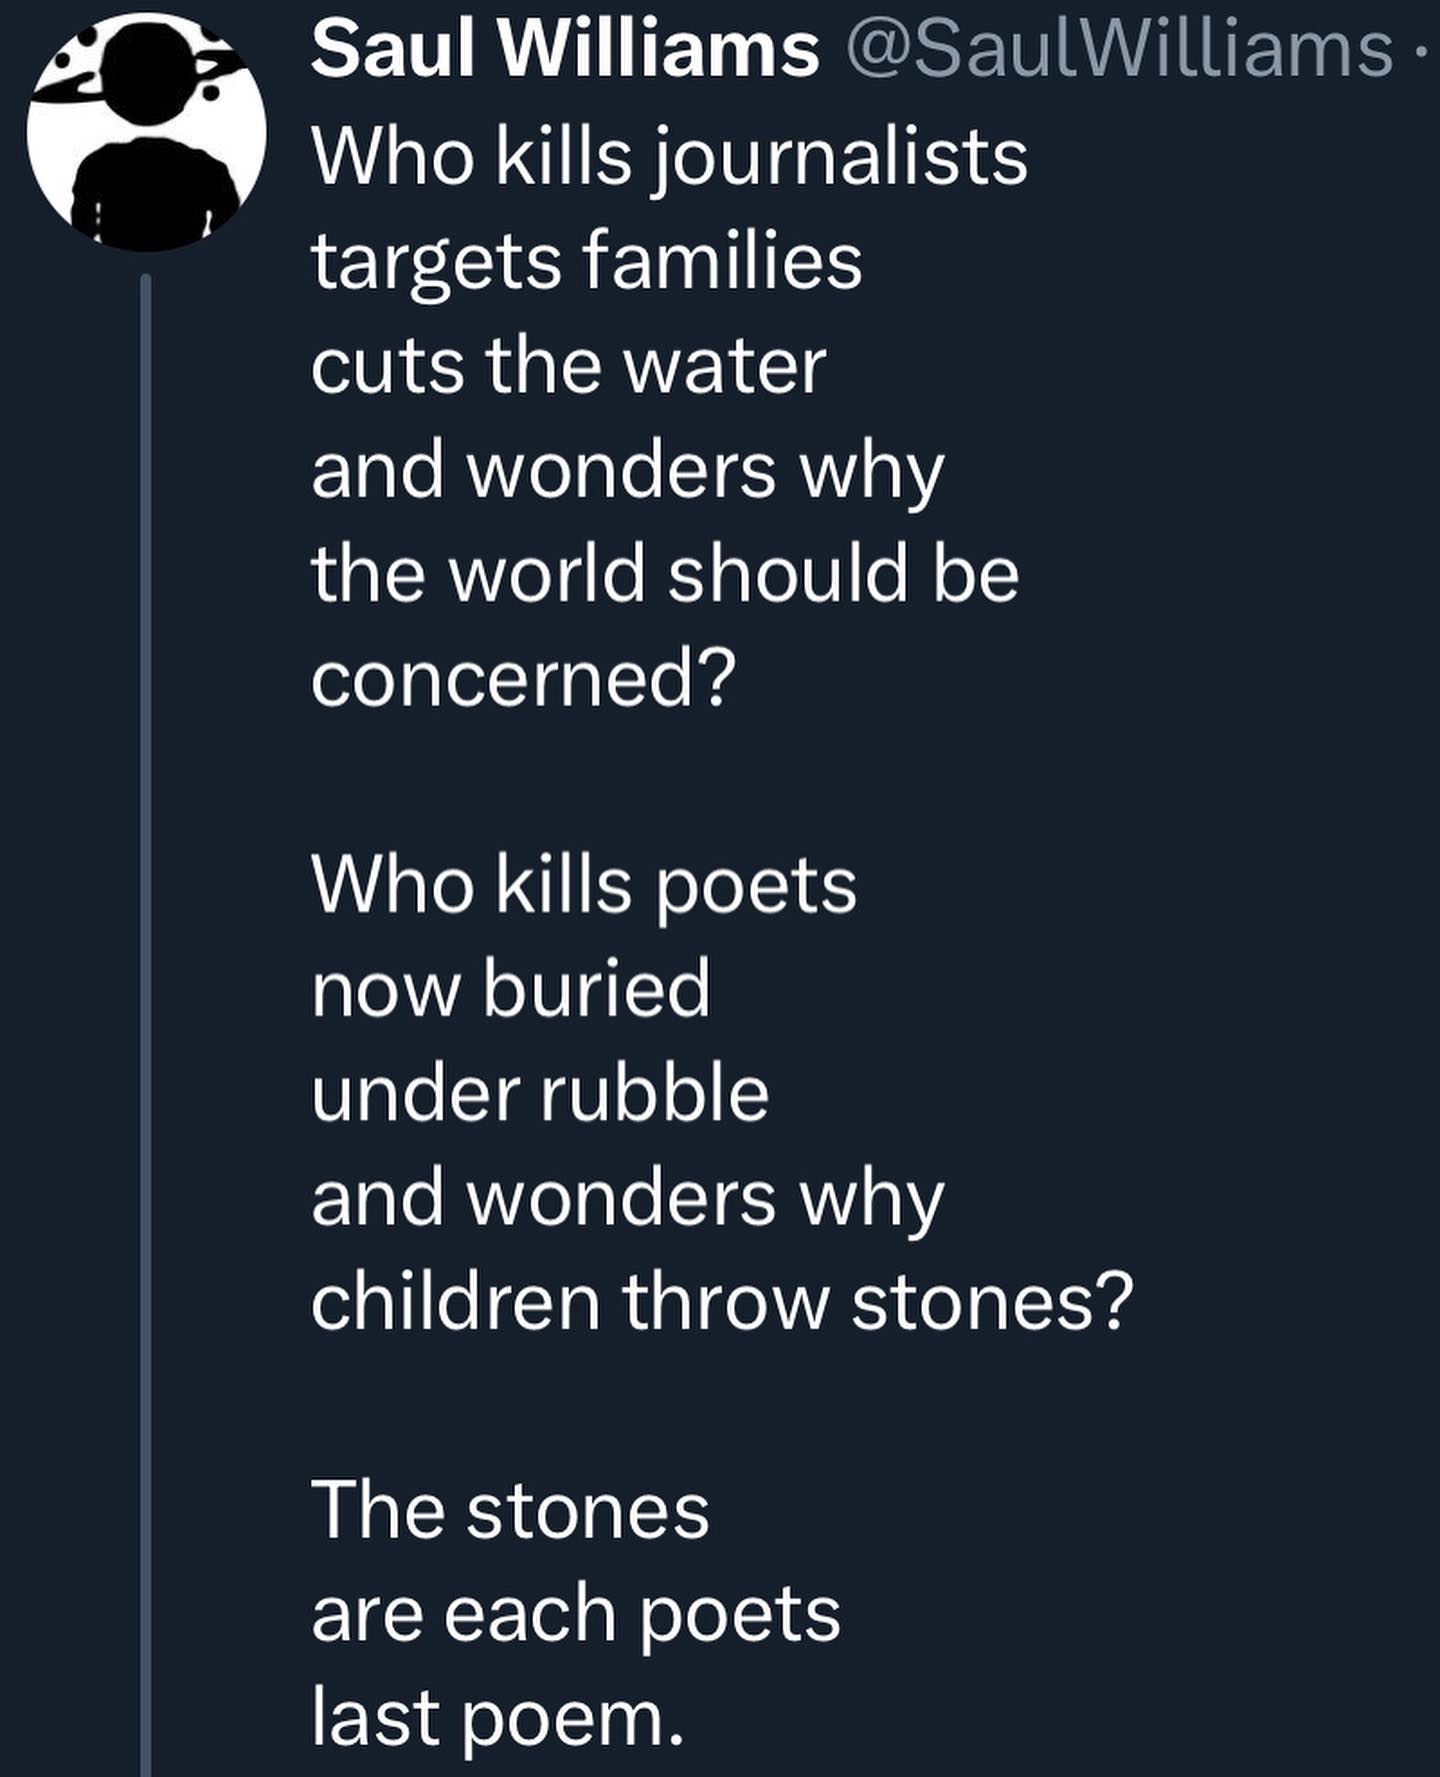 Saul Williams @SaulWilliams ·
Who kills journalists
targets families
cuts the water
and wonders why
the world should be
concerned?
Who kills poets
now buried
under rubble
and wonders why
children throw stones?
The stones
are each poets
last poem.